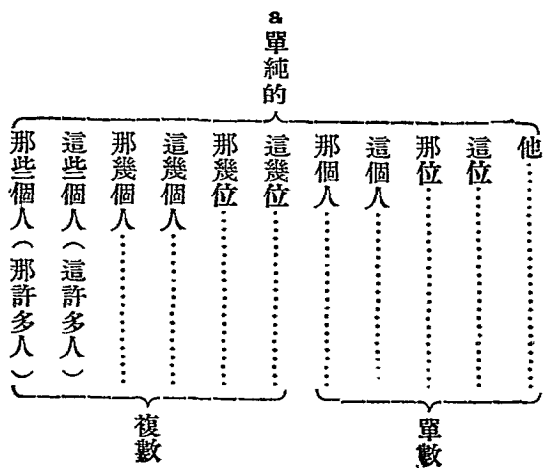 a 單純的
他…………
這位…………
那位…………
這個人…………
那個人…………
單數
這幾位…………
那幾位…………
這幾個人…………
那幾個人…………
這些個人（這許多人）
那些個人（那許多人）
複數